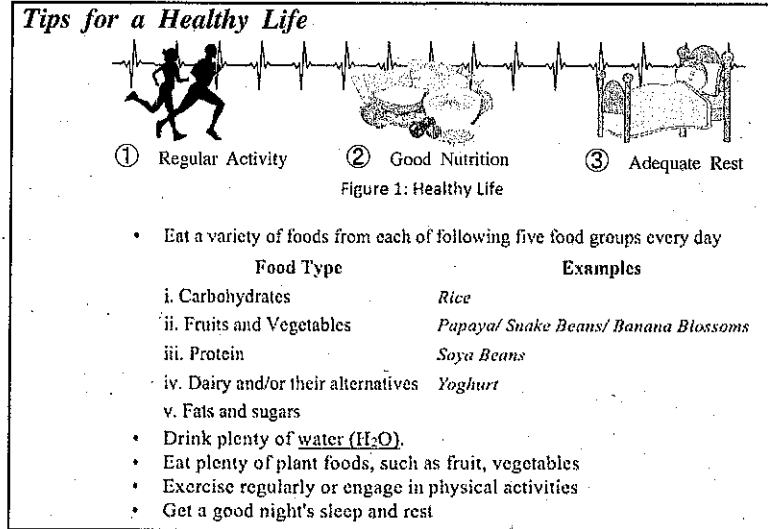 Tips for a Healthy Life
① Regular Activity ② Good Nutrition ③ Adequate Rest
Figure 1: Healthy Life
• Eat a variety of foods from each of following five food groups every day
Food Type Examples
i. Carbohydrates Rice
ii. Fruits and Vegetables Papaya/ Snake Beans/ Banana Blossoms
iii. Protein Soya Beans
iv. Dairy and/or their alternatives Yoghurt
v. Fats and sugars
• Drink plenty of water (H₂O).
• Eat plenty of plant foods, such as fruit, vegetables
• Exercise regularly or engage in physical activities
• Get a good night's sleep and rest